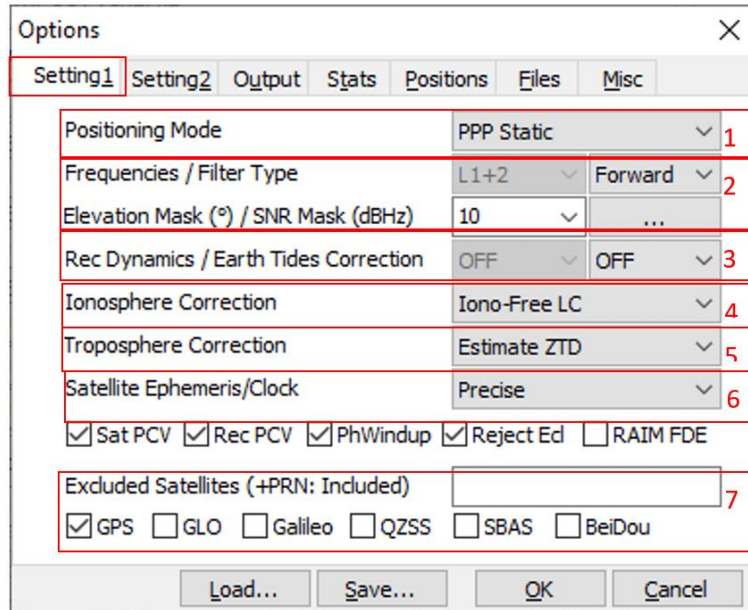 Options
Setting1 Setting2 Output Stats Positions Files Misc
Positioning Mode PPP Static 1
Frequencies / Filter Type L1+2 Forward 2
Elevation Mask (°) / SNR Mask (dBHz) 10 ...
Rec Dynamics / Earth Tides Correction OFF OFF 3
Ionosphere Correction Iono-Free LC 4
Troposphere Correction Estimate ZTD 5
Satellite Ephemeris/Clock Precise 6
Sat PCV Rec PCV PhWindup Reject Ecl RAIM FDE
Excluded Satellites (+PRN: Included) 7
GPS GLO Galileo QZSS SBAS BeiDou
Load... Save... OK Cancel